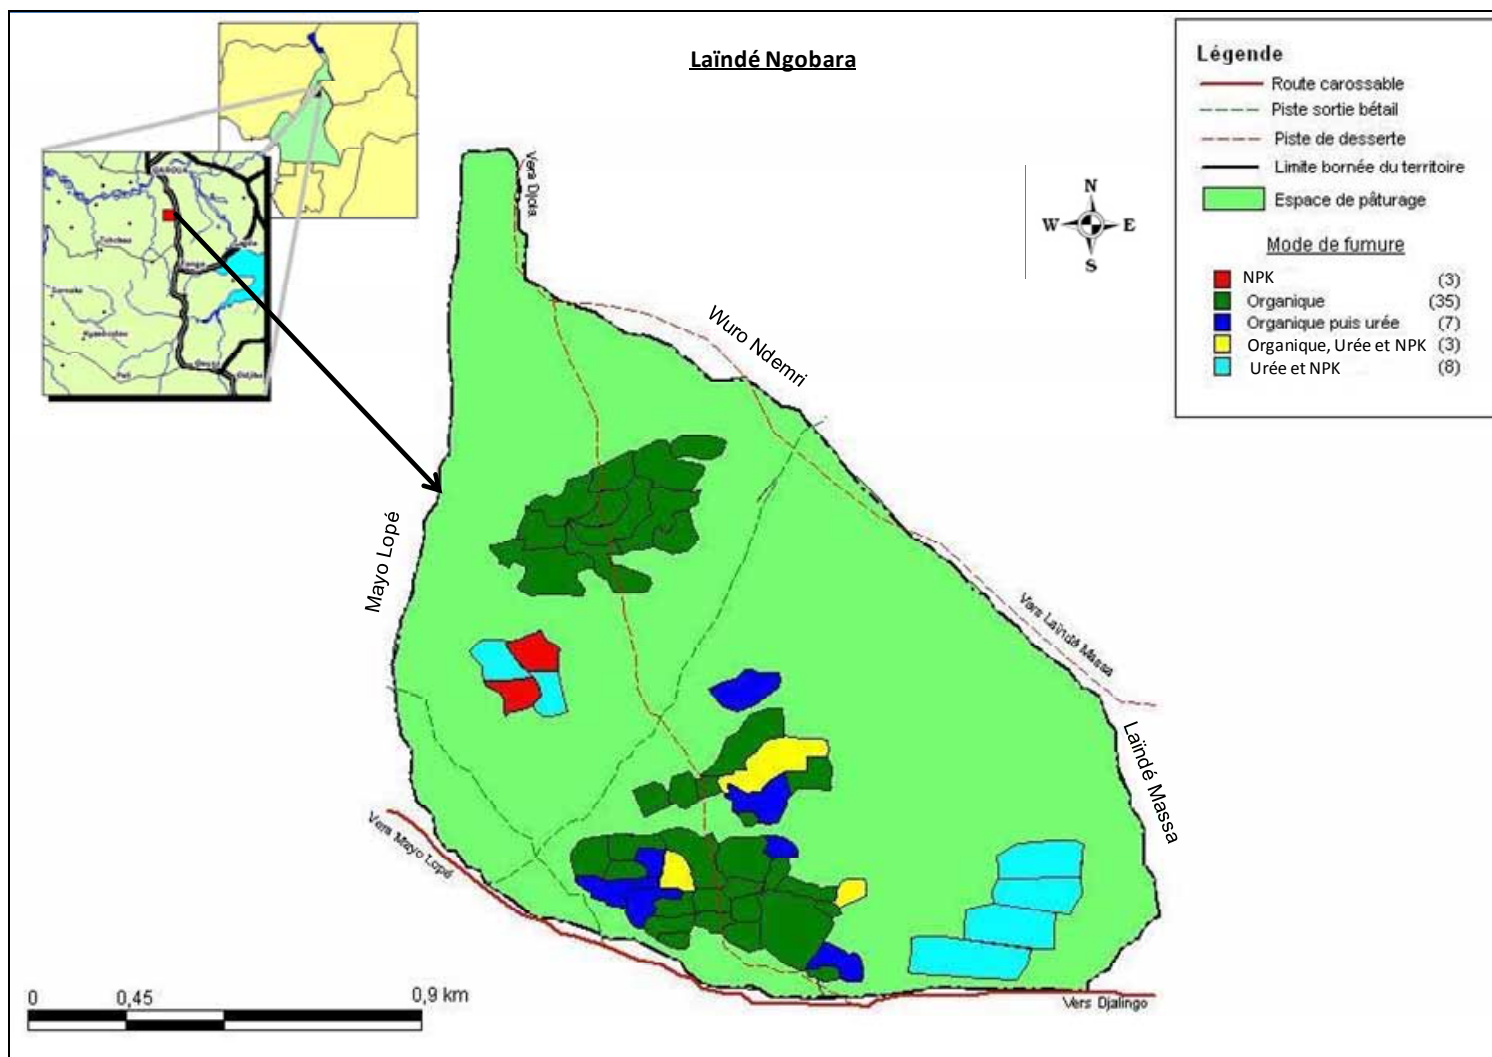 Laïndé Ngobara
Légende
Route carossable
Piste sortie bétail
Piste de desserte
Limite bornée du territoire
Espace de pâturage
Mode de fumure
NPK (3)
Organique (35)
Organique puis urée (7)
Organique, Urée et NPK (3)
Urée et NPK (8)
N
W E
S
GAROUA
Tcheboa
Lagdo
Poli
Vers Djola
Wuro Ndemri
Mayo Lopé
Vers Laïndé Massa
Laïndé Massa
Vers Mayo Lopé
Vers Djalingo
0 0,45 0,9 km